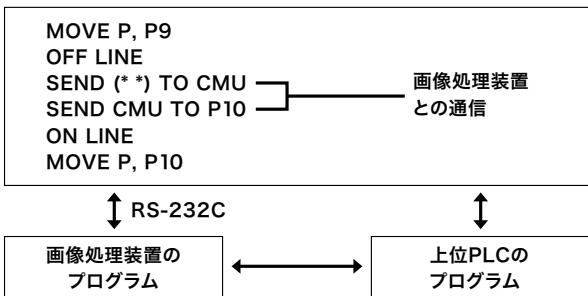 MOVE P, P9
OFF LINE
SEND (* *) TO CMU
SEND CMU TO P10
ON LINE
MOVE P, P10
画像処理装置
との通信
RS-232C
画像処理装置の
プログラム
上位PLCの
プログラム